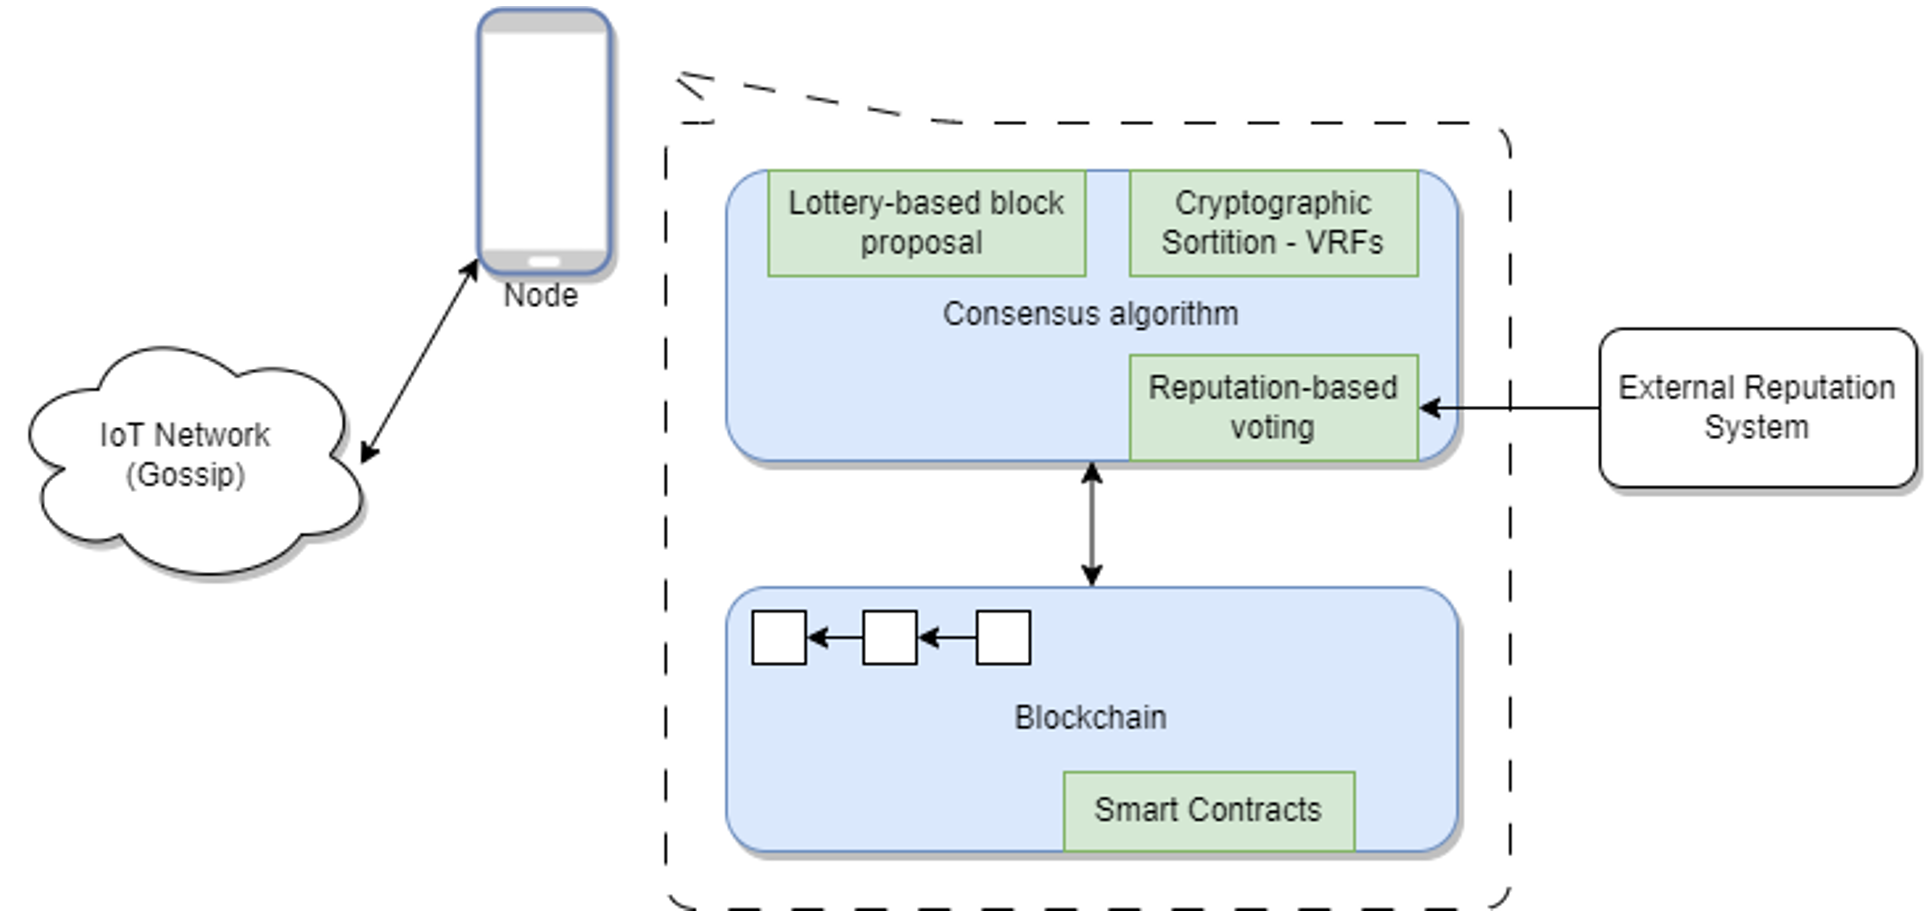 Node
IoT Network
(Gossip)
Lottery-based block
proposal
Cryptographic
Sortition - VRFs
Consensus algorithm
Reputation-based
voting
External Reputation
System
Blockchain
Smart Contracts